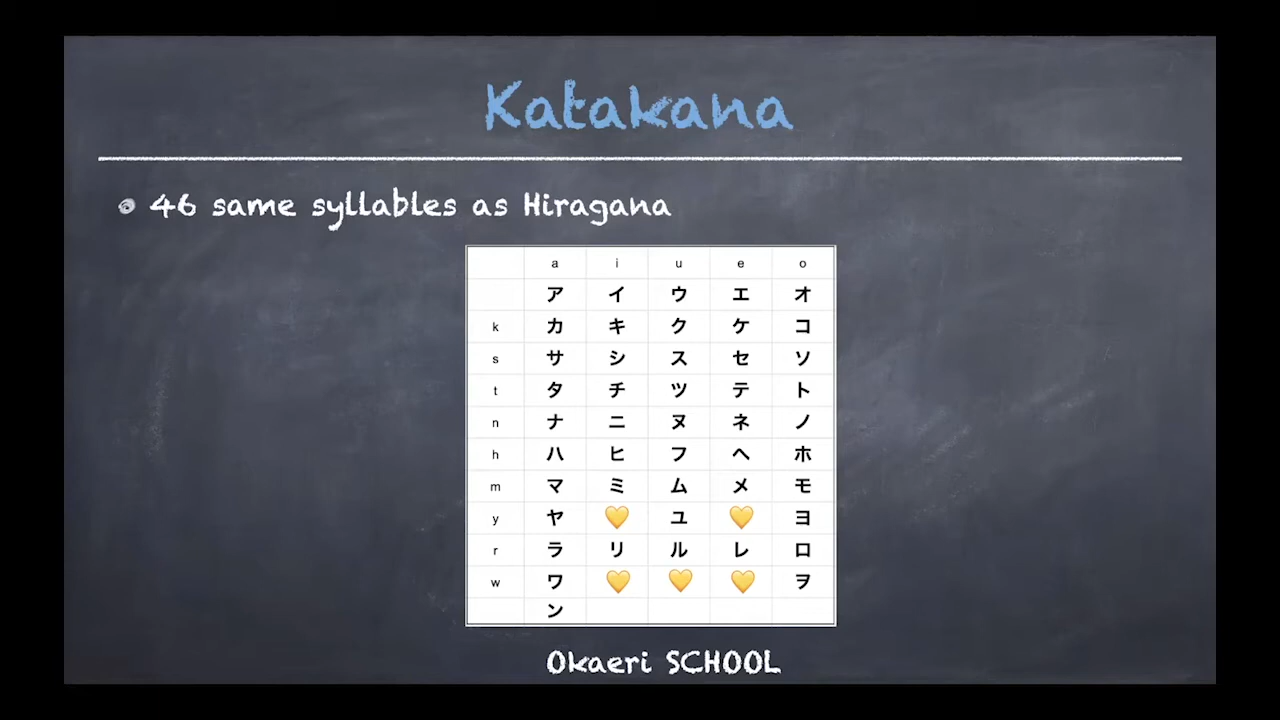 Katakana
46 same syllables as Hiragana
a i u e o
ア イ ウ エ オ
k カ キ ク ケ コ
s サ シ ス セ ソ
t タ チ ツ テ ト
n ナ ニ ヌ ネ ノ
h ハ ヒ フ ヘ ホ
m マ ミ ム メ モ
y ヤ 💛 ユ 💛 ヨ
r ラ リ ル レ ロ
w ワ 💛 💛 💛 ヲ
ン
Okaeri SCHOOL